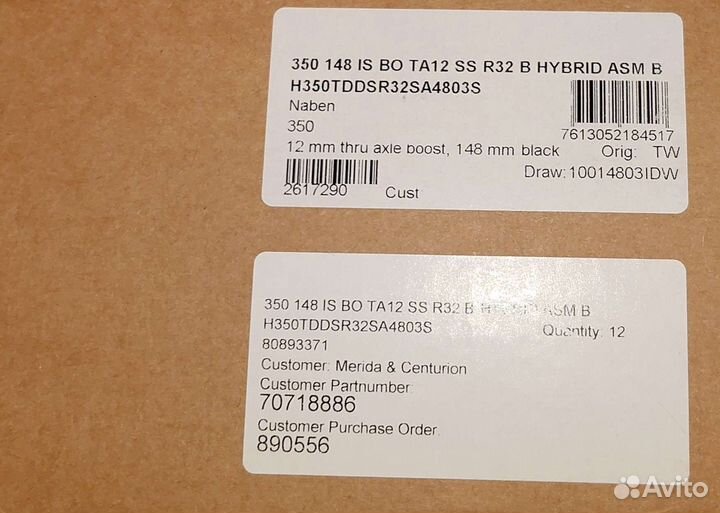 350 148 IS BO TA12 SS R32 B HYBRID ASM B
H350TDDSR32SA4803S
Naben
350
7613052184517
12 mm thru axle boost, 148 mm black Orig: TW
Draw:10014803IDW
2617290 Cust
350 148 IS BO TA12 SS R32 B HYBRID ASM B
H350TDDSR32SA4803S Quantity: 12
80893371
Customer: Merida & Centurion
Customer Partnumber
70718886
Customer Purchase Order
890556
Avito